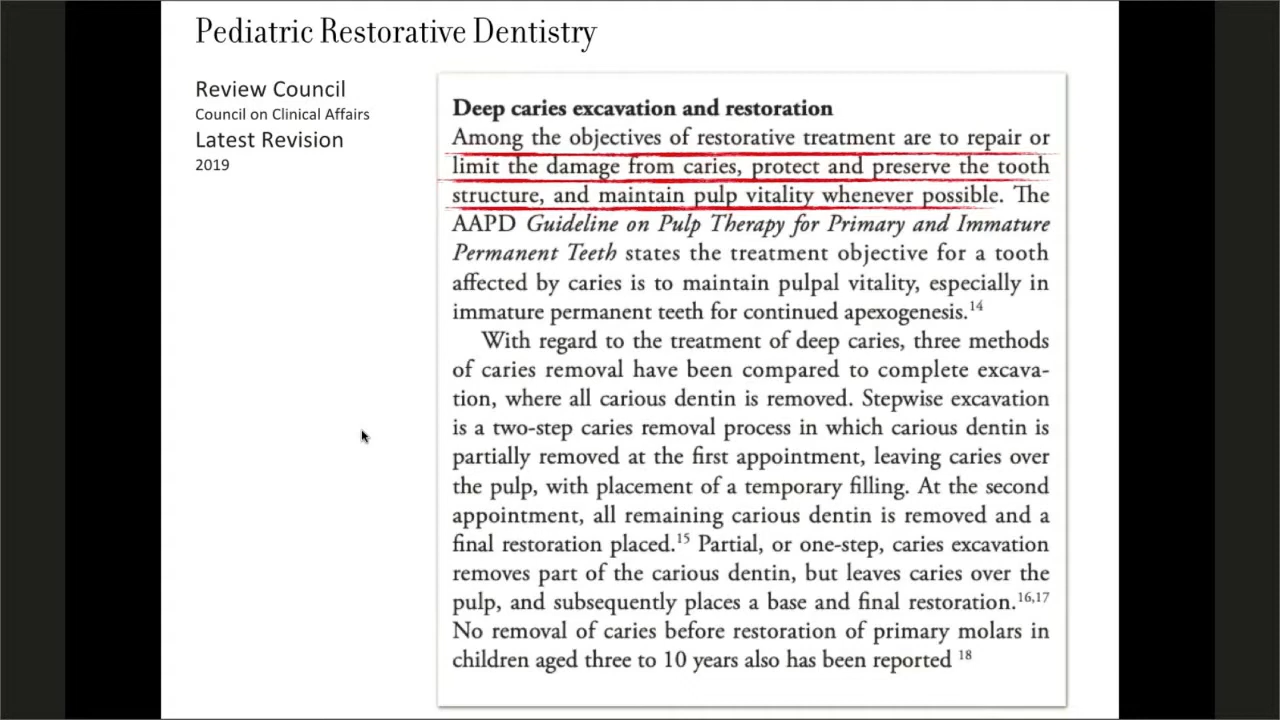 Pediatric Restorative Dentistry
Review Council
Council on Clinical Affairs
Latest Revision
2019
Deep caries excavation and restoration
Among the objectives of restorative treatment are to repair or
limit the damage from caries, protect and preserve the tooth
structure, and maintain pulp vitality whenever possible. The
AAPD Guideline on Pulp Therapy for Primary and Immature
Permanent Teeth states the treatment objective for a tooth
affected by caries is to maintain pulpal vitality, especially in
immature permanent teeth for continued apexogenesis.14
With regard to the treatment of deep caries, three methods
of caries removal have been compared to complete excava-
tion, where all carious dentin is removed. Stepwise excavation
is a two-step caries removal process in which carious dentin is
partially removed at the first appointment, leaving caries over
the pulp, with placement of a temporary filling. At the second
appointment, all remaining carious dentin is removed and a
final restoration placed.15 Partial, or one-step, caries excavation
removes part of the carious dentin, but leaves caries over the
pulp, and subsequently places a base and final restoration.16,17
No removal of caries before restoration of primary molars in
children aged three to 10 years also has been reported 18